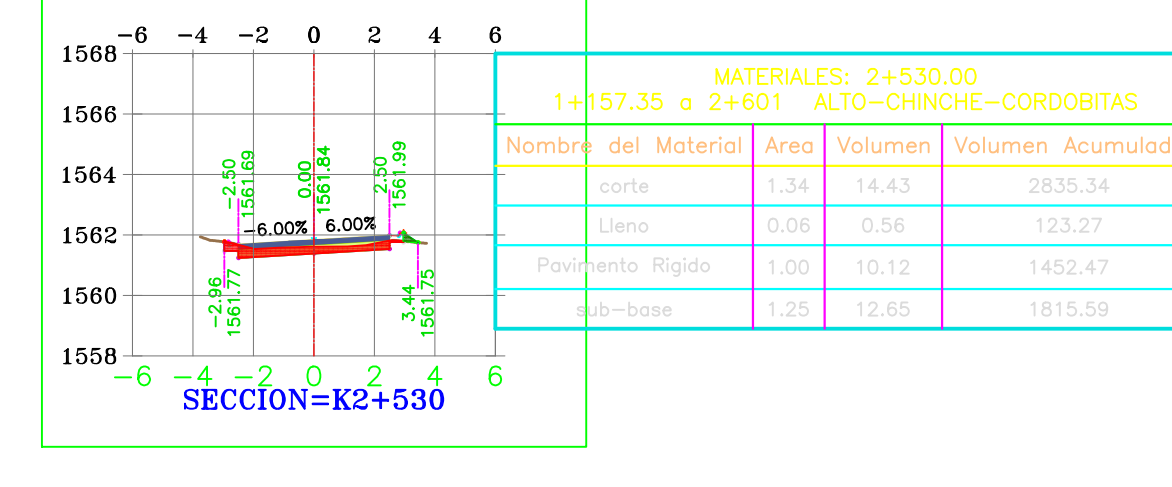 -6 -4 -2 0 2 4 6
1568
1566
1564
1562
1560
1558
-2.50
1561.69
0.00
1561.84
2.50
1561.99
-6.00% 6.00%
-2.96
1561.77
3.44
1561.75
-6 -4 -2 0 2 4 6
SECCION=K2+530
MATERIALES: 2+530.00
1+157.35 a 2+601 ALTO-CHINCHE-CORDOBITAS
Nombre del Material Area Volumen Volumen Acumulad
corte 1.34 14.43 2835.34
Lleno 0.06 0.56 123.27
Pavimento Rigido 1.00 10.12 1452.47
sub-base 1.25 12.65 1815.59